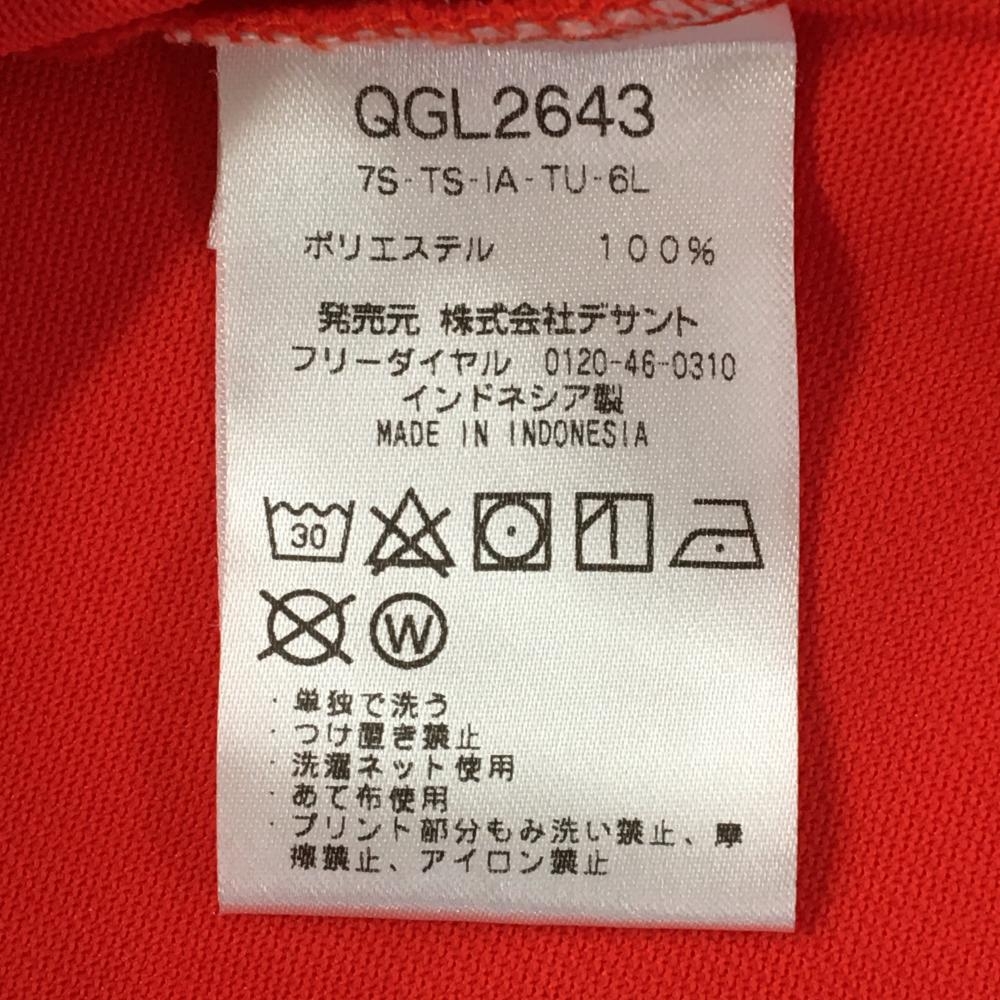 QGL2643
7S-TS-IA-TU-6L
ポリエステル 100%
発売元 株式会社デサント
フリーダイヤル 0120-46-0310
インドネシア製
MADE IN INDONESIA
30
W
・単独で洗う
・つけ置き禁止
・洗濯ネット使用
・あて布使用
・プリント部分もみ洗い禁止、摩
擦禁止、アイロン禁止